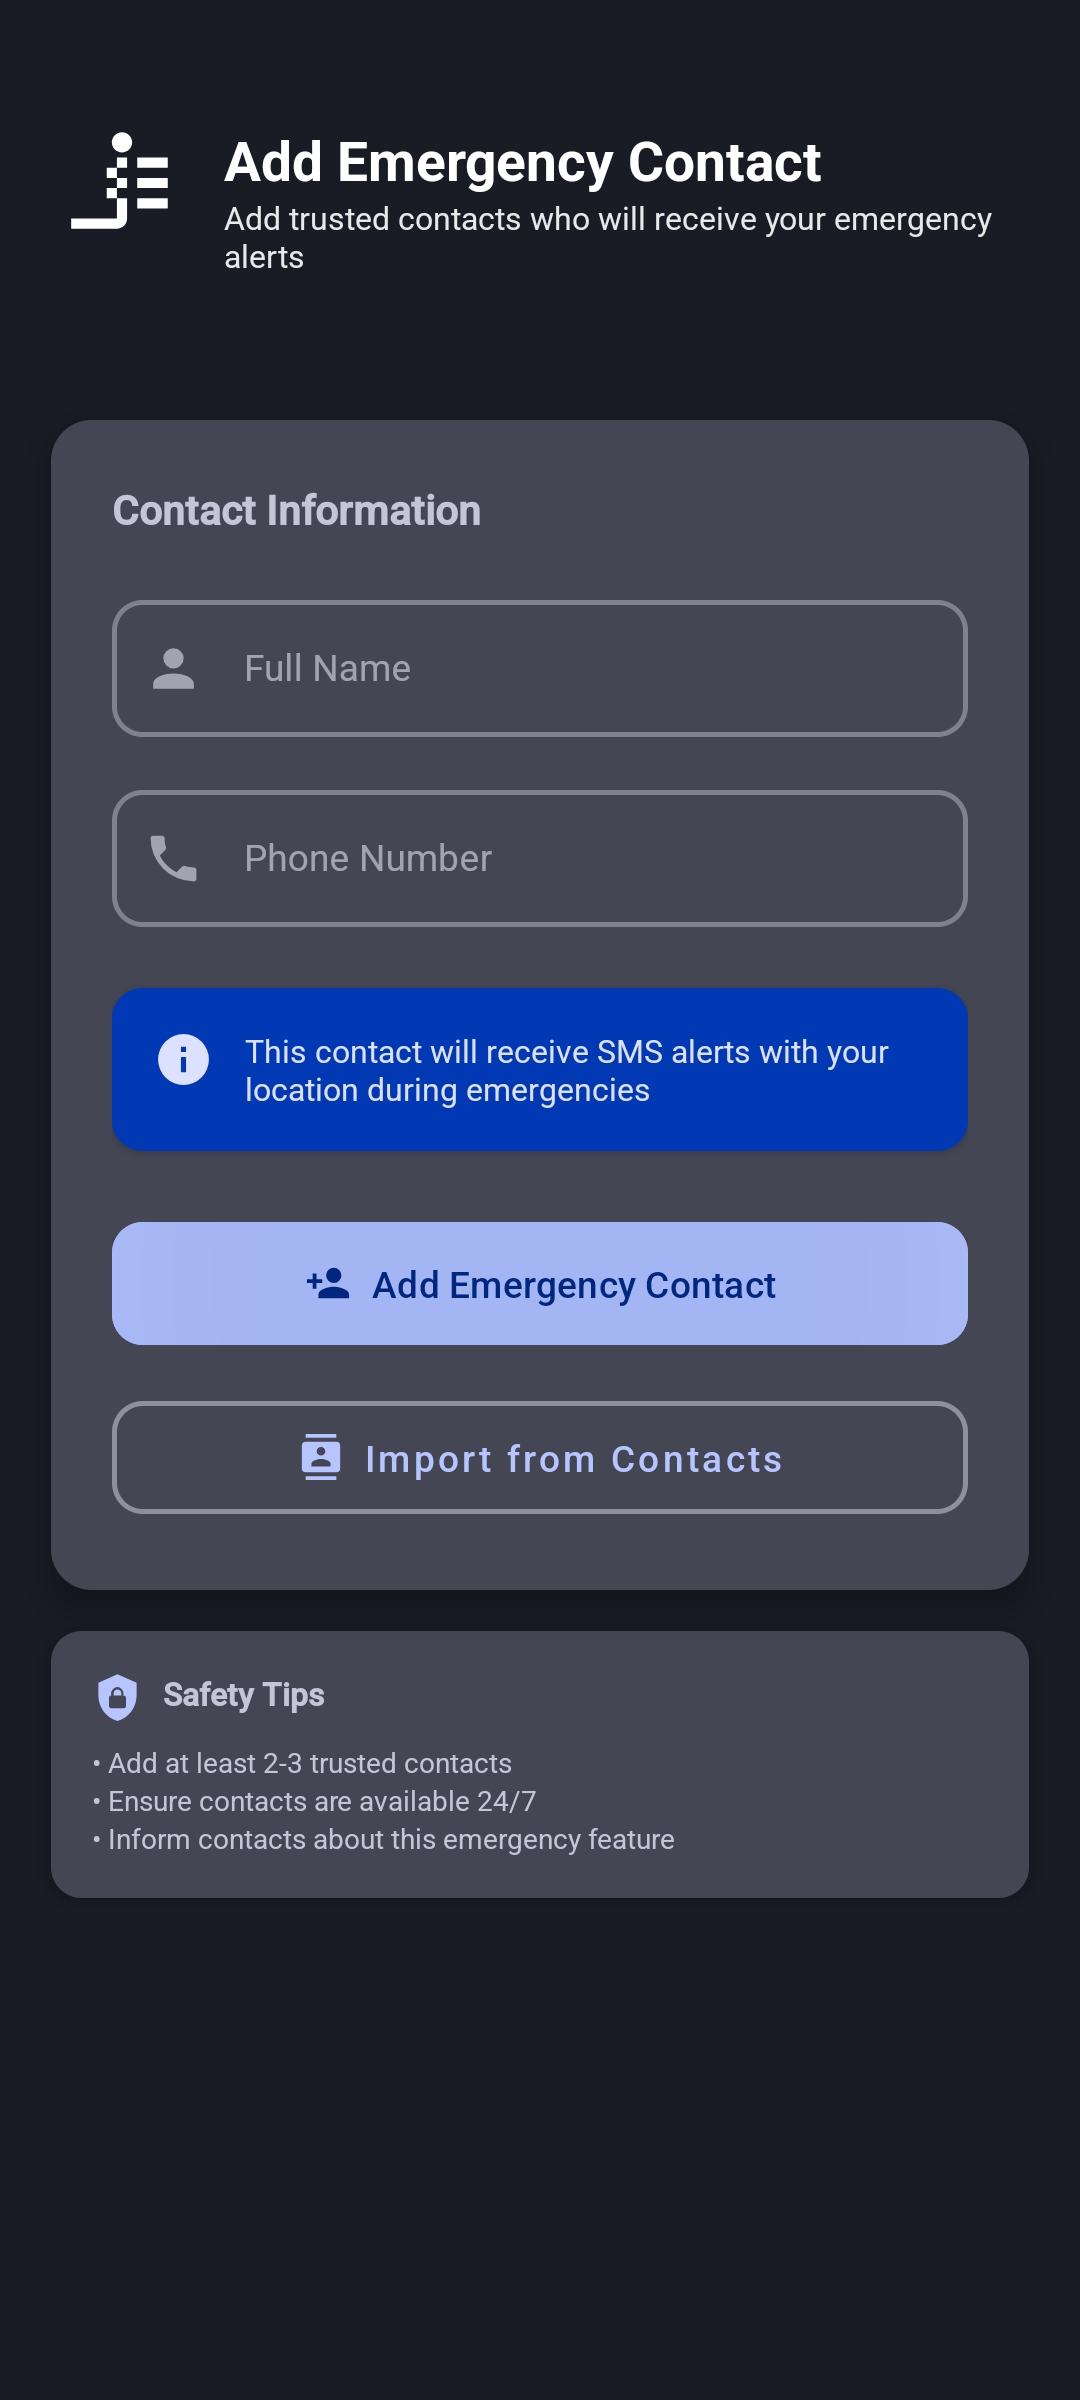 Add Emergency Contact
Add trusted contacts who will receive your emergency
alerts
Contact Information
Full Name
Phone Number
This contact will receive SMS alerts with your
location during emergencies
Add Emergency Contact
Import from Contacts
Safety Tips
• Add at least 2-3 trusted contacts
• Ensure contacts are available 24/7
• Inform contacts about this emergency feature